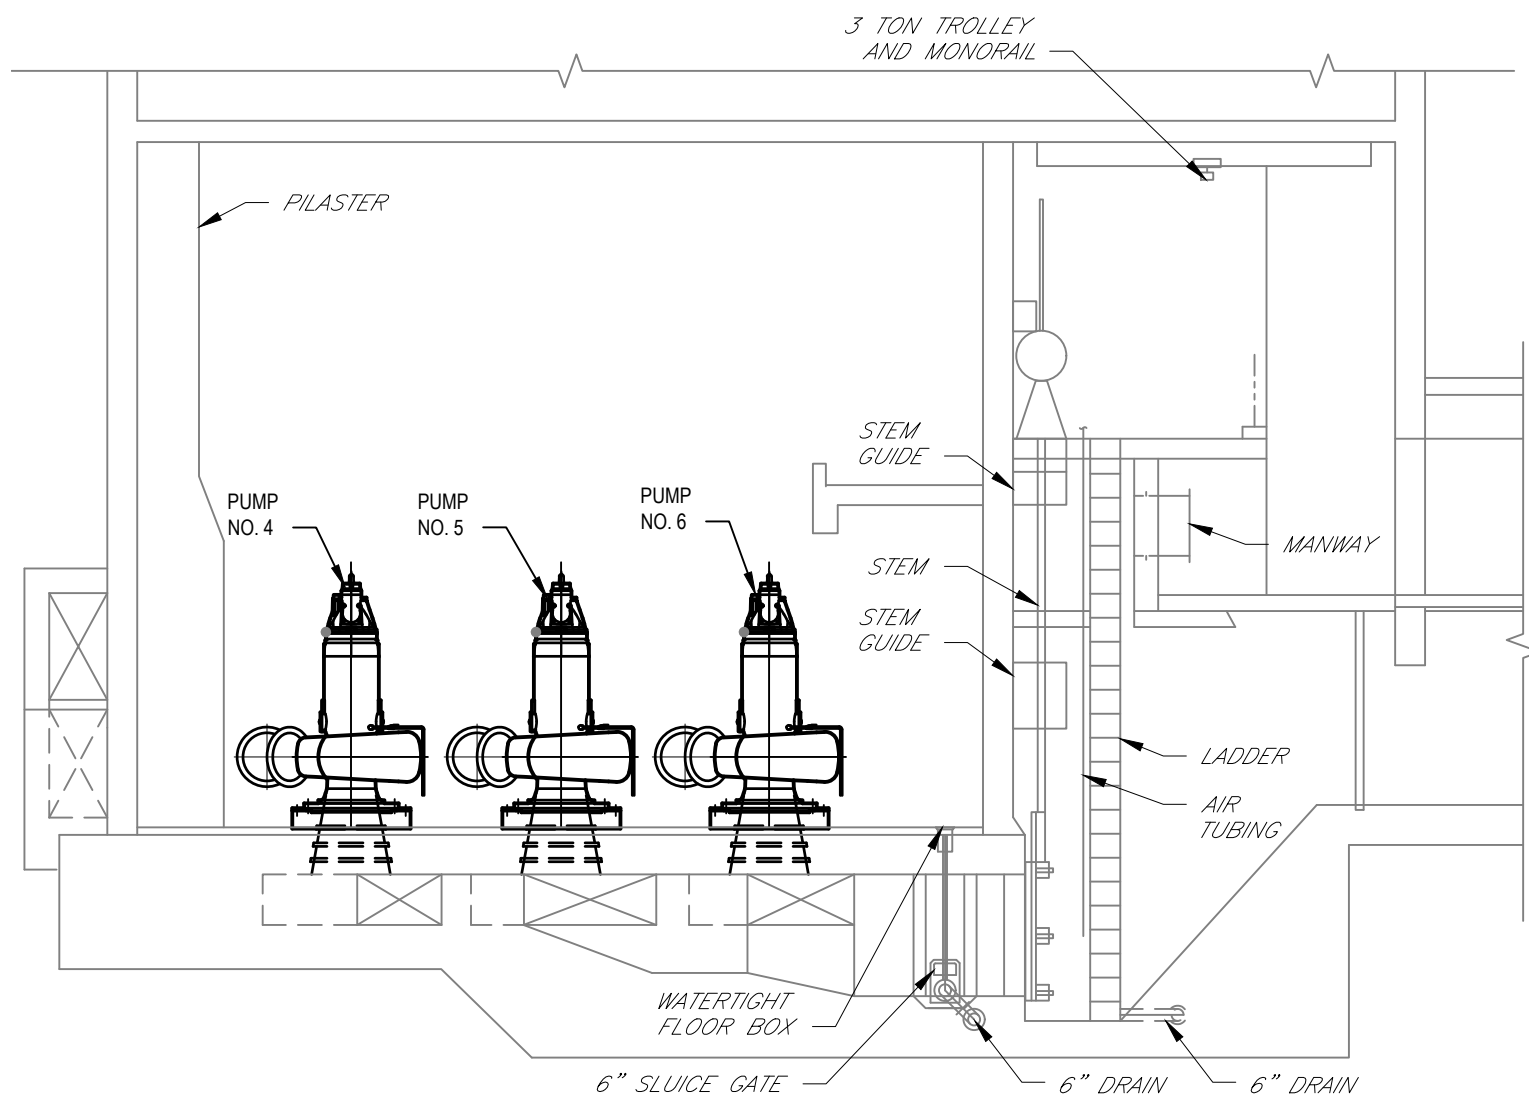 3 TON TROLLEY
AND MONORAIL
PILASTER
STEM
GUIDE
PUMP
NO. 4
PUMP
NO. 5
PUMP
NO. 6
MANWAY
STEM
STEM
GUIDE
LADDER
AIR
TUBING
WATERTIGHT
FLOOR BOX
6" SLUICE GATE
6" DRAIN
6" DRAIN